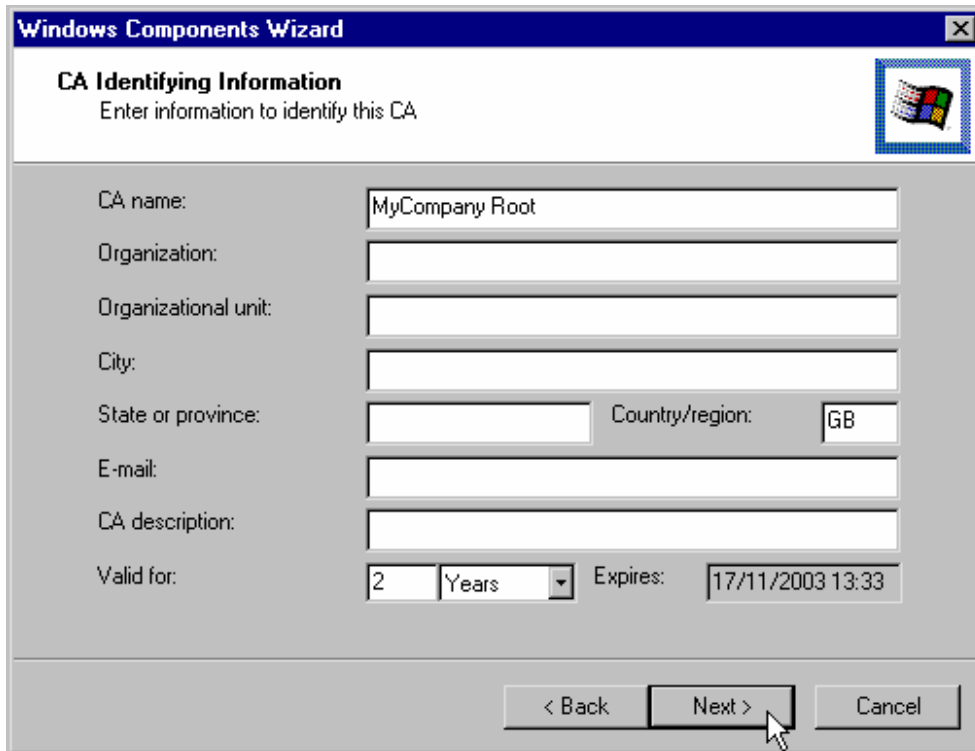 Windows Components Wizard
CA Identifying Information
Enter information to identify this CA
CA name: MyCompany Root
Organization:
Organizational unit:
City:
State or province: Country/region: GB
E-mail:
CA description:
Valid for: 2 Years Expires: 17/11/2003 13:33
< Back Next > Cancel